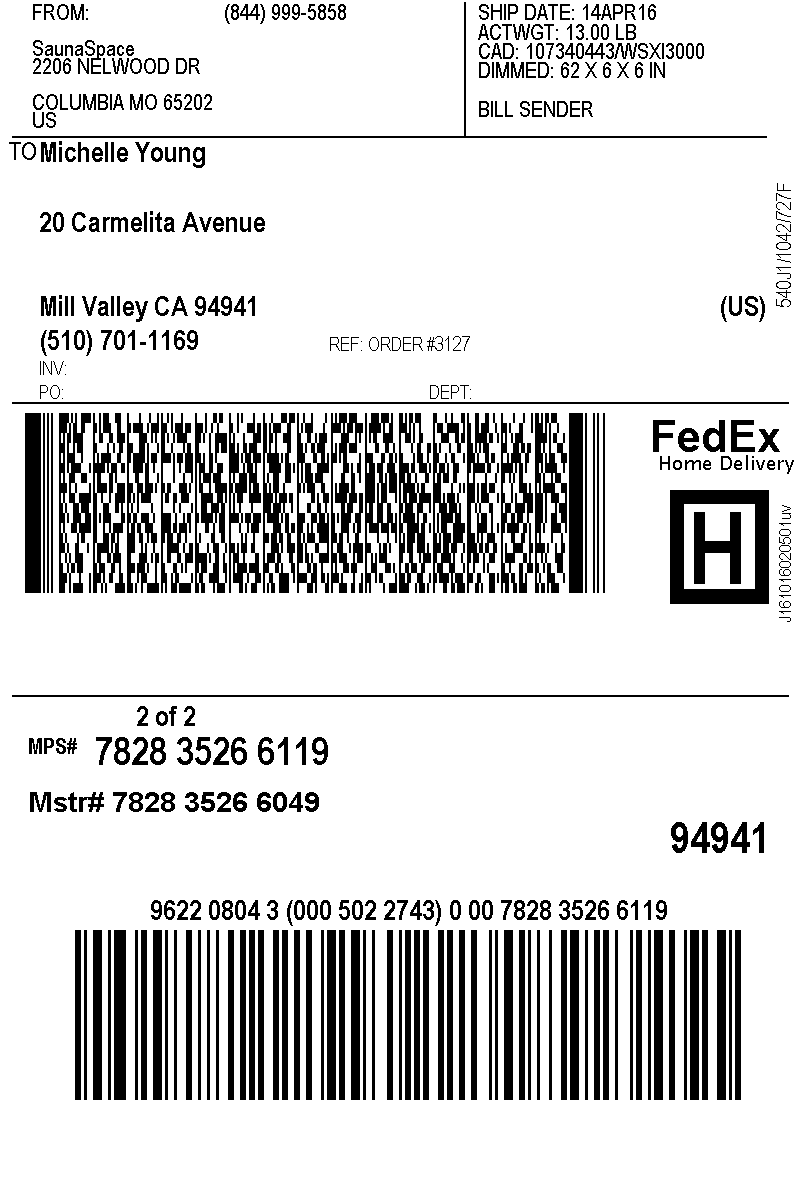 FROM: (844) 999-5858
SaunaSpace
2206 NELWOOD DR
COLUMBIA MO 65202
US
SHIP DATE: 14APR16
ACTWGT: 13.00 LB
CAD: 107340443/WSXI3000
DIMMED: 62 X 6 X 6 IN
BILL SENDER
TO Michelle Young
20 Carmelita Avenue
Mill Valley CA 94941 (US)
(510) 701-1169 REF: ORDER #3127
INV:
PO: DEPT:
540J1/1042/727F
FedEx
Home Delivery
H
J161016020501uv
2 of 2
MPS# 7828 3526 6119
Mstr# 7828 3526 6049
94941
9622 0804 3 (000 502 2743) 0 00 7828 3526 6119